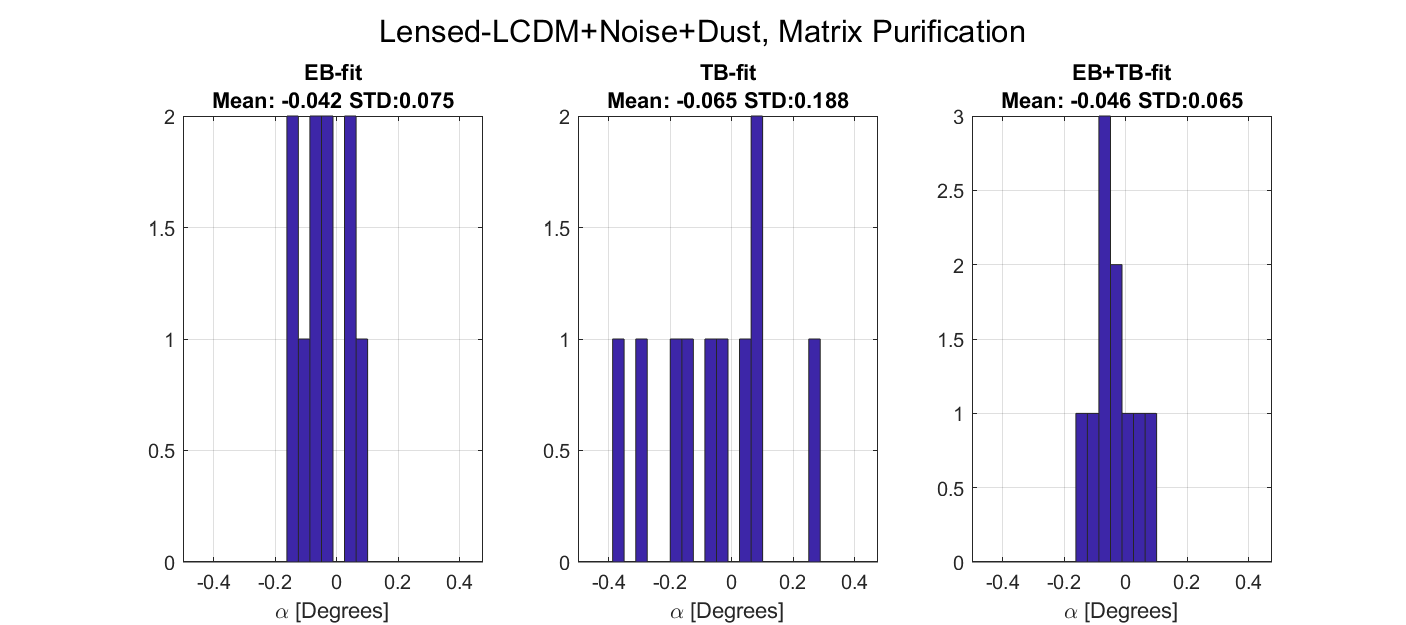 Lensed-LCDM+Noise+Dust, Matrix Purification
EB-fit
Mean: -0.042 STD:0.075
2
1.5
1
0.5
0
-0.4 -0.2 0 0.2 0.4
α [Degrees]
TB-fit
Mean: -0.065 STD:0.188
2
1.5
1
0.5
0
-0.4 -0.2 0 0.2 0.4
α [Degrees]
EB+TB-fit
Mean: -0.046 STD:0.065
3
2.5
2
1.5
1
0.5
0
-0.4 -0.2 0 0.2 0.4
α [Degrees]